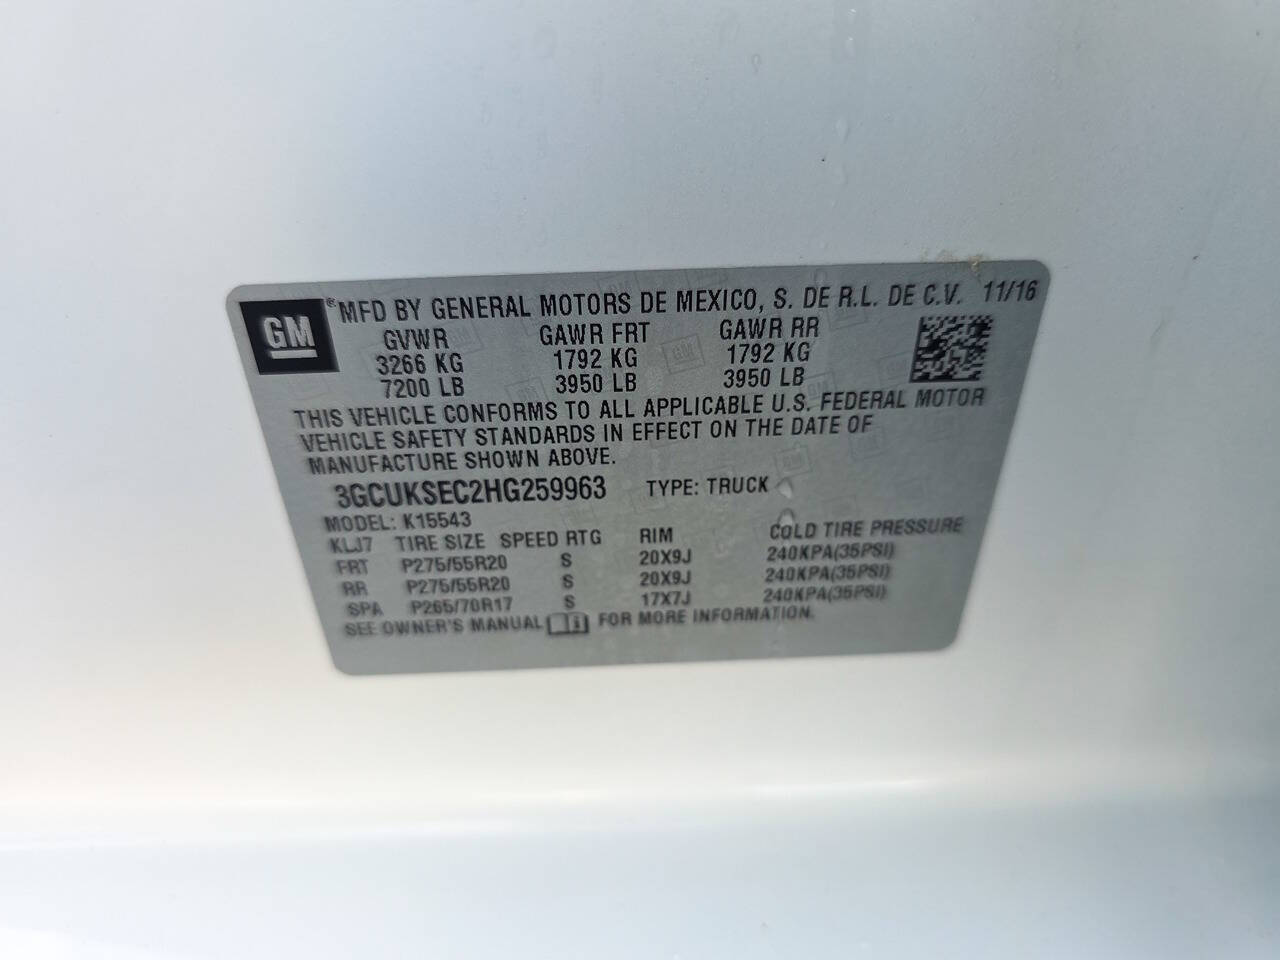 GM ® MFD BY GENERAL MOTORS DE MEXICO, S. DE R.L. DE C.V. 11/16
GVWR GAWR FRT GAWR RR
3266 KG 1792 KG 1792 KG
7200 LB 3950 LB 3950 LB
THIS VEHICLE CONFORMS TO ALL APPLICABLE U.S. FEDERAL MOTOR
VEHICLE SAFETY STANDARDS IN EFFECT ON THE DATE OF
MANUFACTURE SHOWN ABOVE.
3GCUKSEC2HG259963 TYPE: TRUCK
MODEL: K15543
KLJ7 TIRE SIZE SPEED RTG RIM COLD TIRE PRESSURE
FRT P275/55R20 S 20X9J 240KPA(35PSI)
RR P275/55R20 S 20X9J 240KPA(35PSI)
SPA P265/70R17 S 17X7J 240KPA(35PSI)
SEE OWNER'S MANUAL FOR MORE INFORMATION.